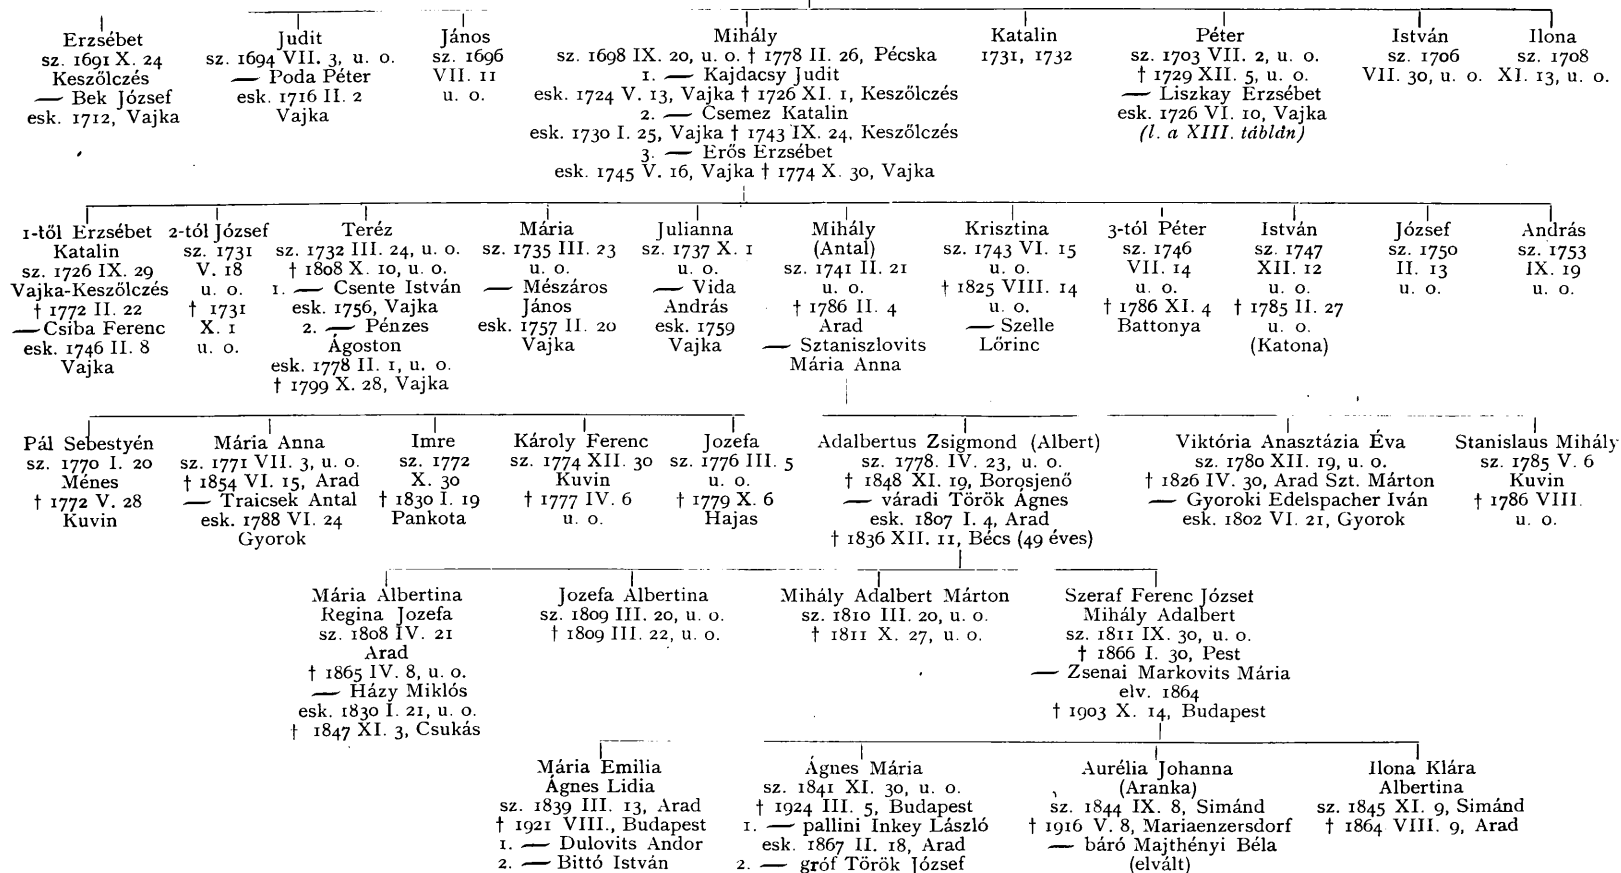 Erzsébet
sz. 1691 X. 24
Keszőlczés
— Bek József
esk. 1712, Vajka
Judit
sz. 1694 VII. 3, u. o.
— Poda Péter
esk. 1716 II. 2
Vajka
János
sz. 1696
VII. 11
u. o.
Mihály
sz. 1698 IX. 20, u. o. † 1778 II. 26, Pécska
1. — Kajdacsy Judit
esk. 1724 V. 13, Vajka † 1726 XI. 1, Keszőlczés
2. — Csemez Katalin
esk. 1730 I. 25, Vajka † 1743 IX. 24, Keszőlczés
3. — Erős Erzsébet
esk. 1745 V. 16, Vajka † 1774 X. 30, Vajka
Katalin
1731, 1732
Péter
sz. 1703 VII. 2, u. o.
† 1729 XII. 5, u. o.
— Liszkay Erzsébet
esk. 1726 VI. 10, Vajka
(l. a XIII. táblán)
István
sz. 1706
VII. 30, u. o.
Ilona
sz. 1708
XI. 13, u. o.
1-től Erzsébet
Katalin
sz. 1726 IX. 29
Vajka-Keszőlczés
† 1772 II. 22
— Csiba Ferenc
esk. 1746 II. 8
Vajka
2-tól József
sz. 1731
V. 18
u. o.
† 1731
X. 1
u. o.
Teréz
sz. 1732 III. 24, u. o.
† 1808 X. 10, u. o.
1. — Csente István
esk. 1756, Vajka
2. — Pénzes
Ágoston
esk. 1778 II. 1, u. o.
† 1799 X. 28, Vajka
Mária
sz. 1735 III. 23
u. o.
— Mészáros
János
esk. 1757 II. 20
Vajka
Julianna
sz. 1737 X. 1
u. o.
— Vida
András
esk. 1759
Vajka
Mihály
(Antal)
sz. 1741 II. 21
u. o.
† 1786 II. 4
Arad
— Sztaniszlovits
Mária Anna
Krisztina
sz. 1743 VI. 15
u. o.
† 1825 VIII. 14
u. o.
— Szelle
Lőrinc
3-tól Péter
sz. 1746
VII. 14
u. o.
† 1786 XI. 4
Battonya
István
sz. 1747
XII. 12
u. o.
† 1785 II. 27
u. o.
(Katona)
József
sz. 1750
II. 13
u. o.
András
sz. 1753
IX. 19
u. o.
Pál Sebestyén
sz. 1770 I. 20
Ménes
† 1772 V. 28
Kuvin
Mária Anna
sz. 1771 VII. 3, u. o.
† 1854 VI. 15, Arad
— Traicsek Antal
esk. 1788 VI. 24
Gyorok
Imre
sz. 1772
X. 30
† 1830 I. 19
Pankota
Károly Ferenc
sz. 1774 XII. 30
Kuvin
† 1777 IV. 6
u. o.
Jozefa
sz. 1776 III. 5
u. o.
† 1779 X. 6
Hajas
Adalbertus Zsigmond (Albert)
sz. 1778. IV. 23, u. o.
† 1848 XI. 19, Borosjenő
— váradi Török Ágnes
esk. 1807 I. 4, Arad
† 1836 XII. 11, Bécs (49 éves)
Viktória Anasztázia Éva
sz. 1780 XII. 19, u. o.
† 1826 IV. 30, Arad Szt. Márton
— Gyoroki Edelspacher Iván
esk. 1802 VI. 21, Gyorok
Stanislaus Mihály
sz. 1785 V. 6
Kuvin
† 1786 VIII.
u. o.
Mária Albertina
Regina Jozefa
sz. 1808 IV. 21
Arad
† 1865 IV. 8, u. o.
— Házy Miklós
esk. 1830 I. 21, u. o.
† 1847 XI. 3, Csukás
Jozefa Albertina
sz. 1809 III. 20, u. o.
† 1809 III. 22, u. o.
Mihály Adalbert Márton
sz. 1810 III. 20, u. o.
† 1811 X. 27, u. o.
Szeraf Ferenc József
Mihály Adalbert
sz. 1811 IX. 30, u. o.
† 1866 I. 30, Pest
— Zsenai Markovits Mária
elv. 1864
† 1903 X. 14, Budapest
Mária Emilia
Ágnes Lidia
sz. 1839 III. 13, Arad
† 1921 VIII., Budapest
1. — Dulovits Andor
2. — Bittó István
Ágnes Mária
sz. 1841 XI. 30, u. o.
† 1924 III. 5, Budapest
1. — pallini Inkey László
esk. 1867 II. 18, Arad
2. — gróf Török József
Aurélia Johanna
(Aranka)
sz. 1844 IX. 8, Simánd
† 1916 V. 8, Mariaenzersdorf
— báró Majthényi Béla
(elvált)
Ilona Klára
Albertina
sz. 1845 XI. 9, Simánd
† 1864 VIII. 9, Arad